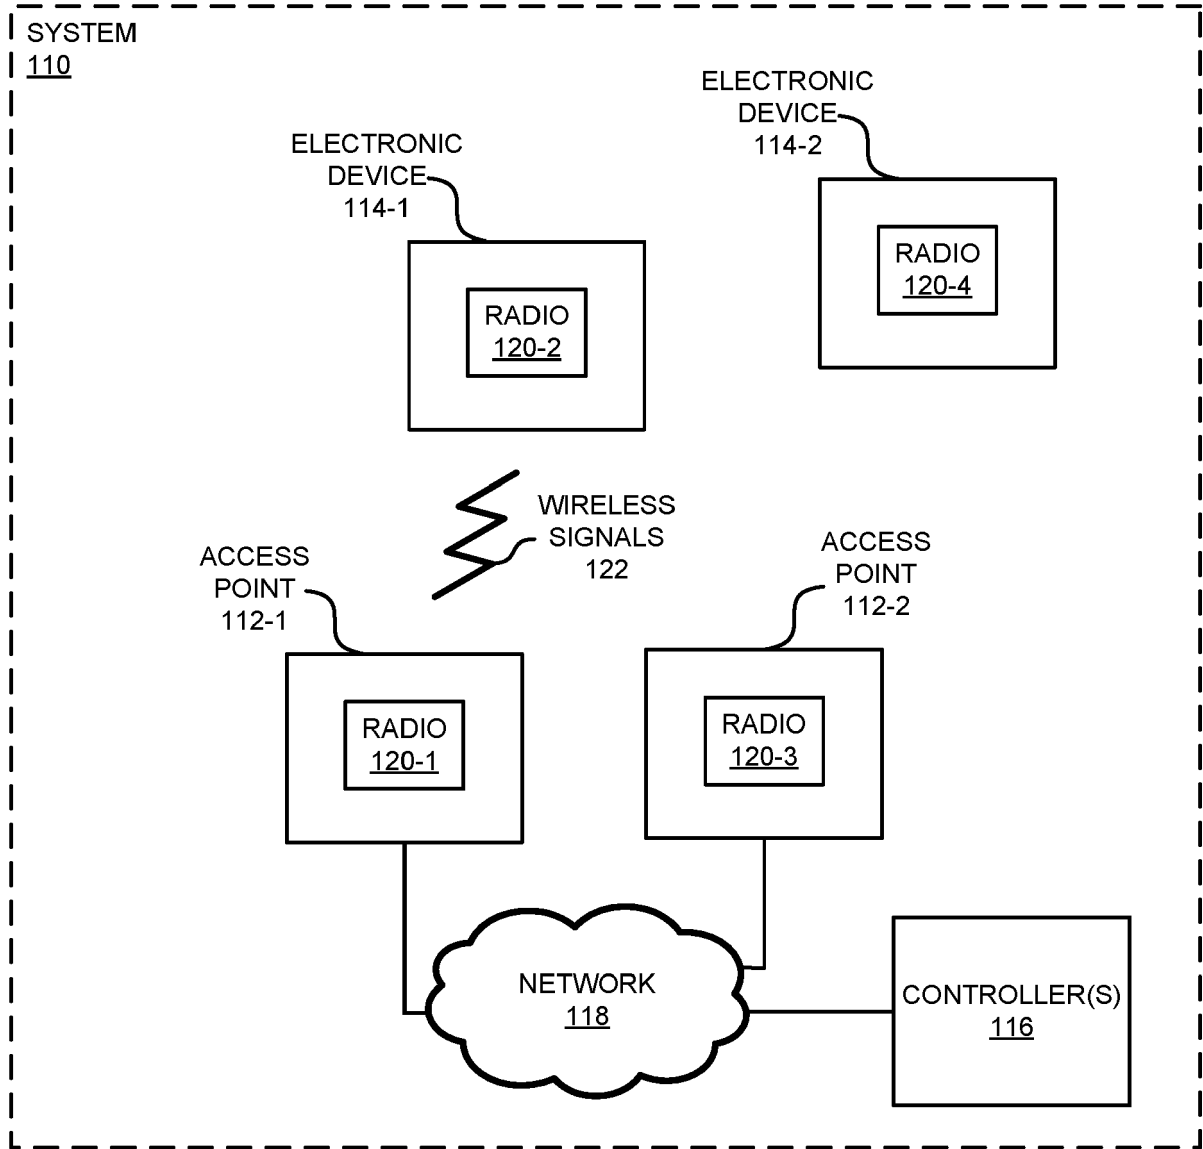 SYSTEM
110
ELECTRONIC
DEVICE
114-2
ELECTRONIC
DEVICE
114-1
RADIO
120-4
RADIO
120-2
WIRELESS
SIGNALS
122
ACCESS
POINT
112-1
ACCESS
POINT
112-2
RADIO
120-1
RADIO
120-3
NETWORK
118
CONTROLLER(S)
116